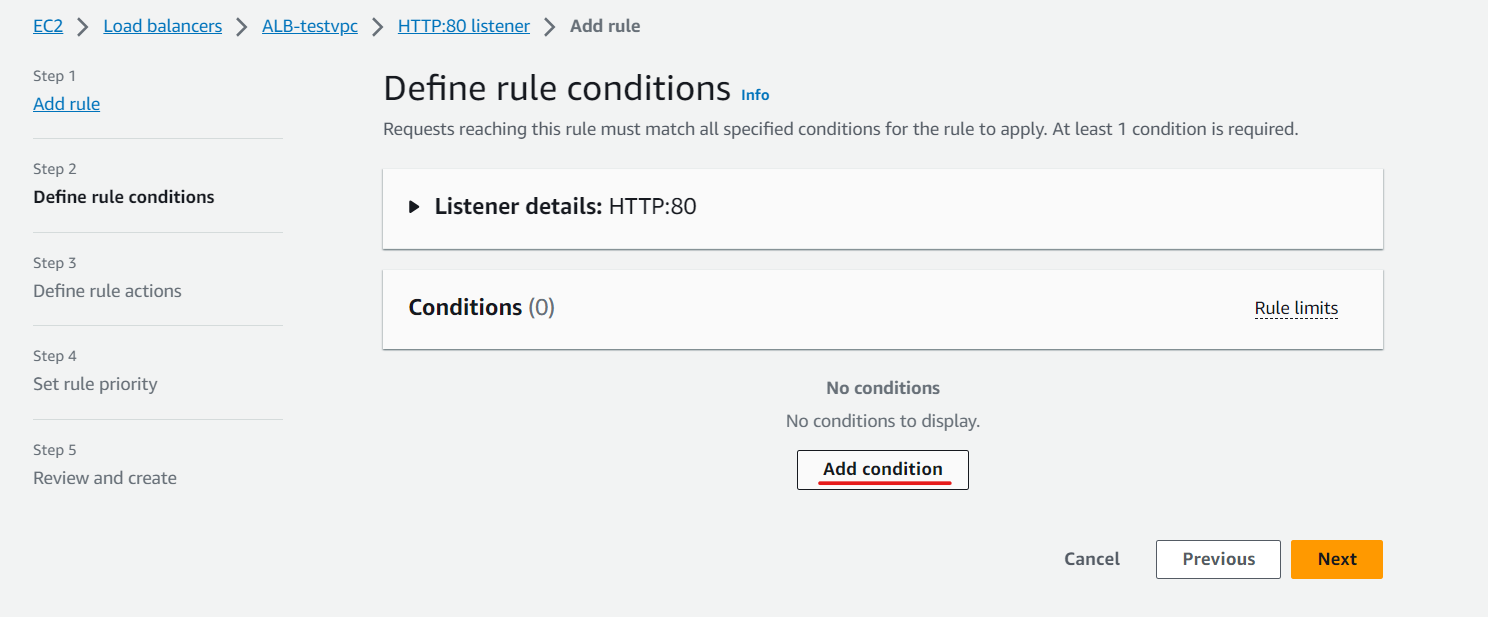 EC2 > Load balancers > ALB-testvpc > HTTP:80 listener > Add rule
Step 1
Add rule
Step 2
Define rule conditions
Step 3
Define rule actions
Step 4
Set rule priority
Step 5
Review and create
Define rule conditions Info
Requests reaching this rule must match all specified conditions for the rule to apply. At least 1 condition is required.
Listener details: HTTP:80
Conditions (0) Rule limits
No conditions
No conditions to display.
Add condition
Cancel Previous Next